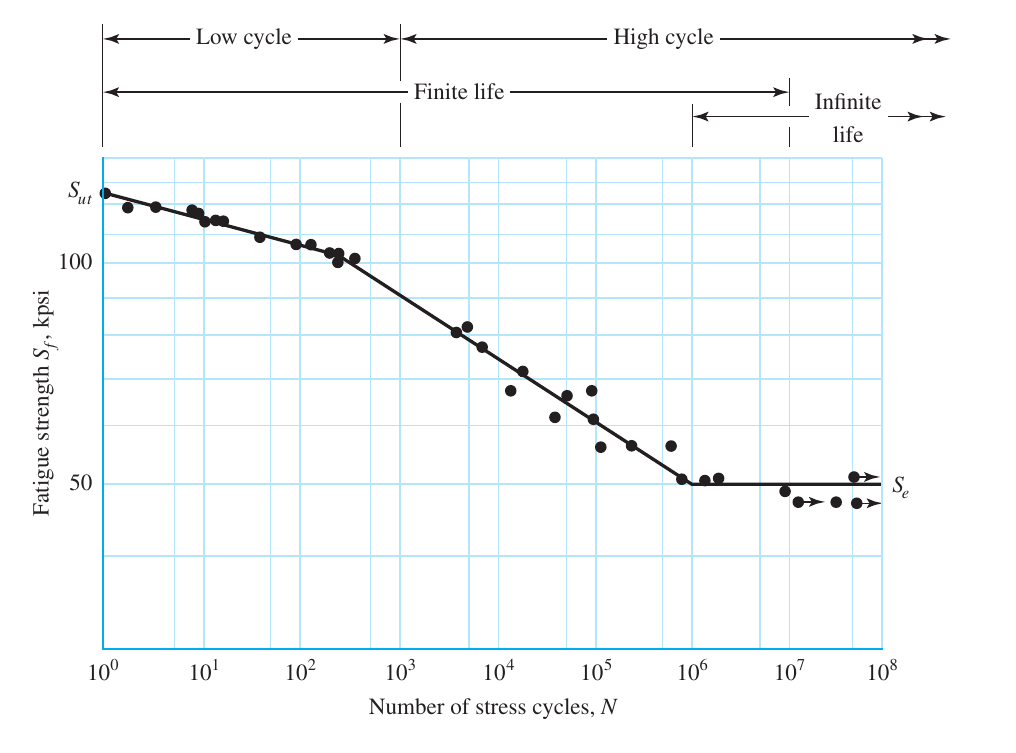 Low cycle High cycle
Finite life
Infinite
life
S_ut
100
50
S_e
Fatigue strength S_f, kpsi
10^0 10^1 10^2 10^3 10^4 10^5 10^6 10^7 10^8
Number of stress cycles, N